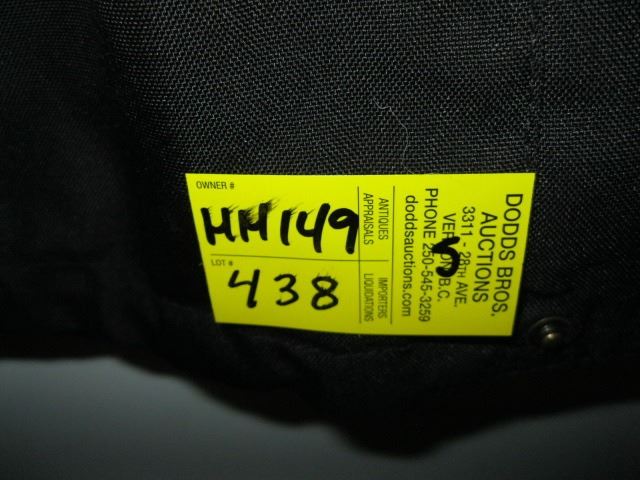 OWNER #
HH149
LOT #
438
ANTIQUES
APPRAISALS
IMPORTERS
LIQUIDATIONS
DODDS BROS.
AUCTIONS
3311 - 28TH AVE.
VERNON, B.C.
PHONE 250-545-3259
doddsauctions.com